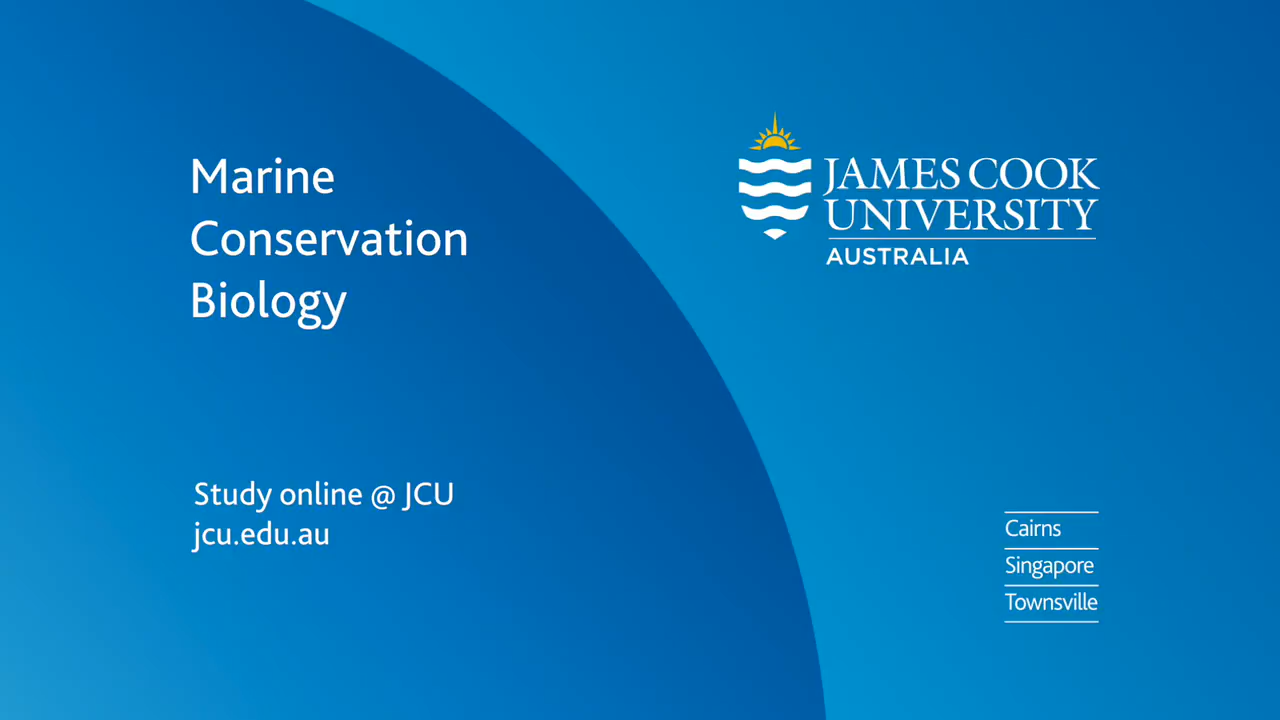 Marine
Conservation
Biology
Study online @ JCU
jcu.edu.au
JAMES COOK
UNIVERSITY
AUSTRALIA
Cairns
Singapore
Townsville